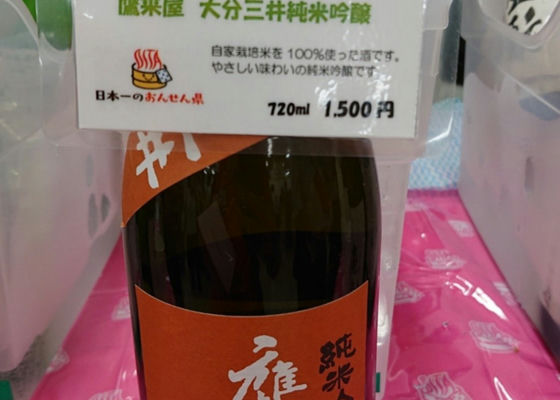 鷹来屋 大分三井純米吟醸
自家栽培米を100%使った酒です。
やさしい味わいの純米吟醸です。
日本一のおんせん県
720ml 1,500円
井
純米
鷹